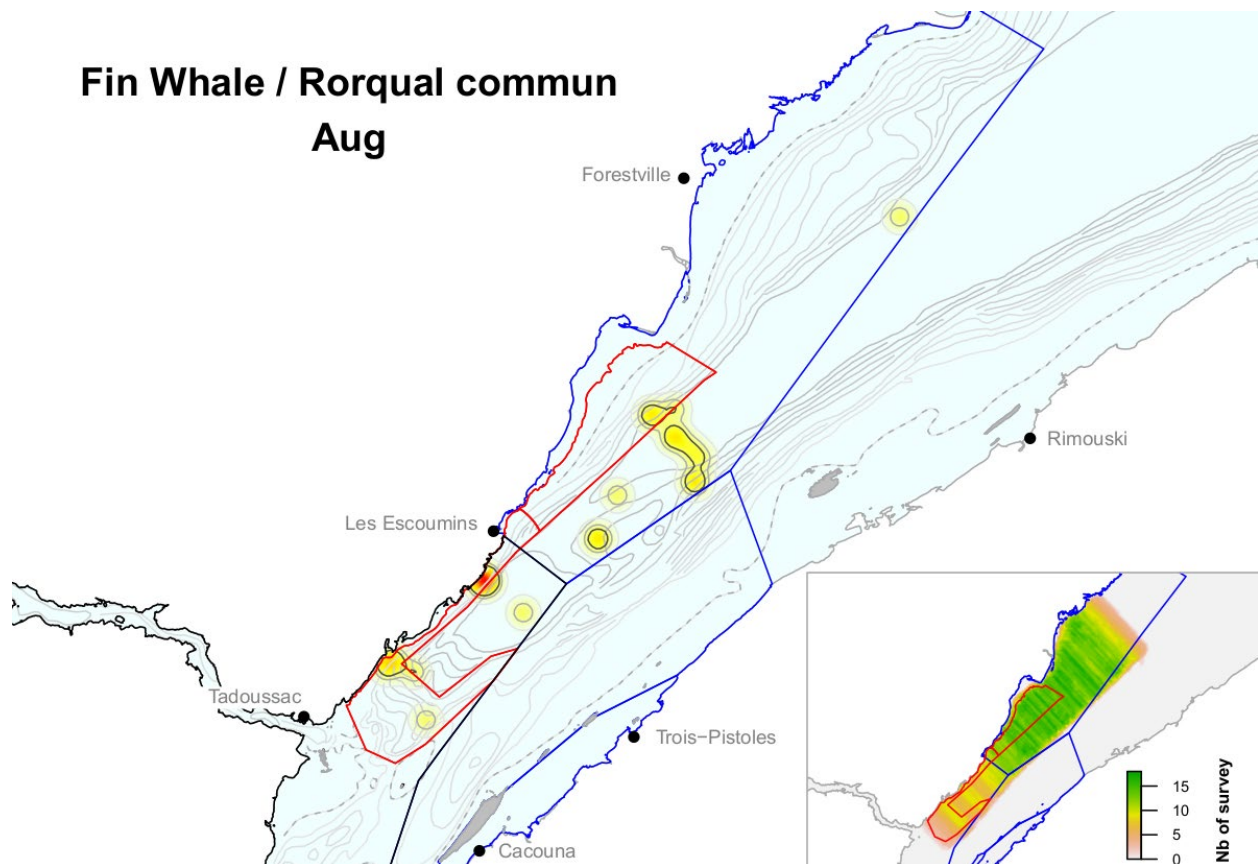 Fin Whale / Rorqual commun
Aug
Forestville
Rimouski
Les Escoumins
Tadoussac
Trois−Pistoles
Cacouna
15
10
5
0
Nb of survey